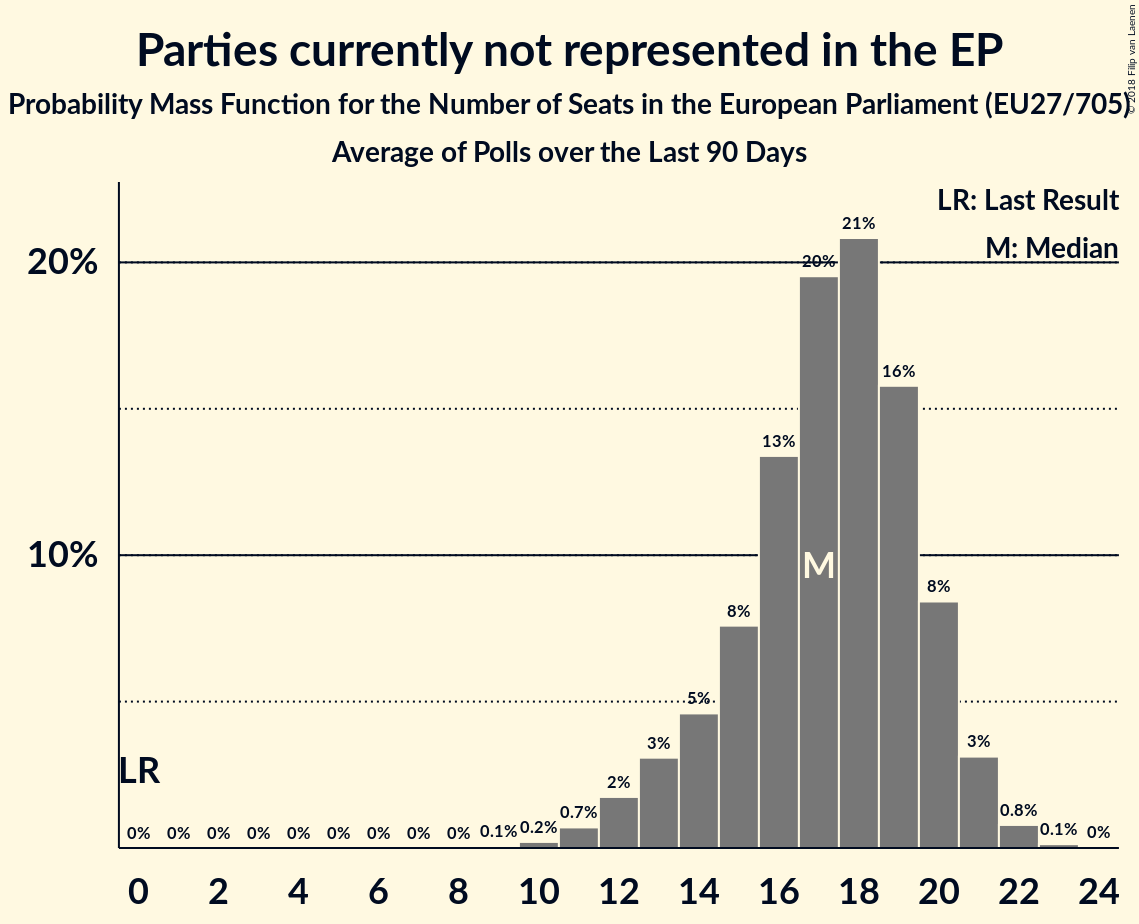 Parties currently not represented in the EP
Probability Mass Function for the Number of Seats in the European Parliament (EU27/705)
Average of Polls over the Last 90 Days
© 2018 Filip van Laenen
LR: Last Result
M: Median
20%
10%
LR
M
0% 0% 0% 0% 0% 0% 0% 0% 0% 0.1% 0.2% 0.7% 2% 3% 5% 8% 13% 20% 21% 16% 8% 3% 0.8% 0.1% 0%
0 2 4 6 8 10 12 14 16 18 20 22 24